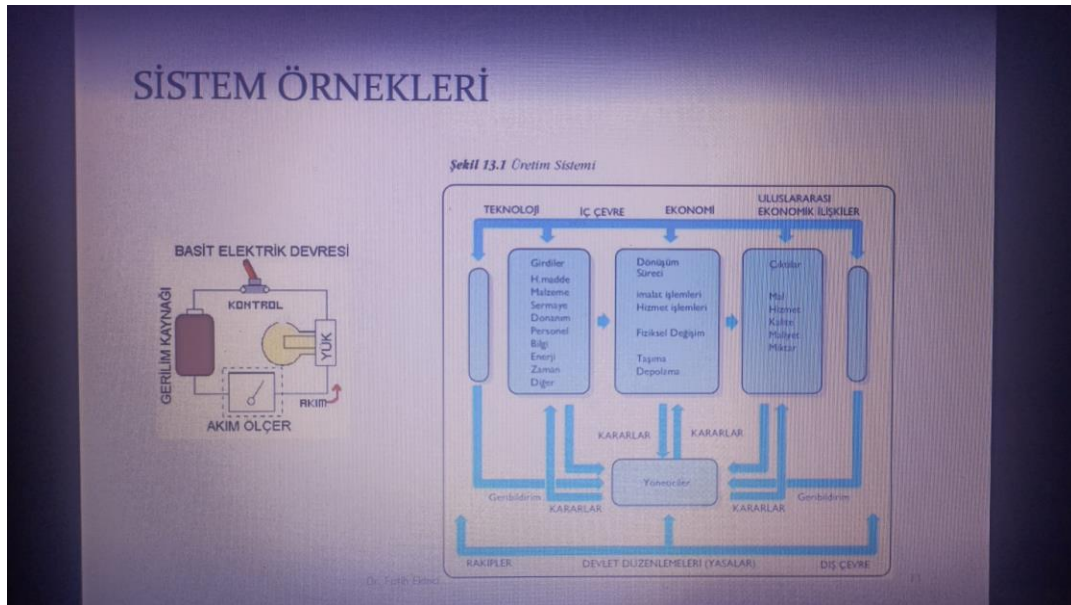 SİSTEM ÖRNEKLERİ
BASİT ELEKTRİK DEVRESİ
KONTROL
GERİLİM KAYNAĞI
YÜK
AKIM
AKIM ÖLÇER
Şekil 13.1 Üretim Sistemi
TEKNOLOJİ
İÇ ÇEVRE
EKONOMİ
ULUSLARARASI
EKONOMİK İLİŞKİLER
Girdiler
H.madde
Malzeme
Sermaye
Donanım
Personel
Bilgi
Enerji
Zaman
Diğer
Dönüşüm
Süreci
imalat işlemleri
Hizmet işlemleri
Fiziksel Değişim
Taşıma
Depolama
Çıktılar
Mal
Hizmet
Kalite
Maliyet
Miktar
KARARLAR
KARARLAR
Yöneticiler
Geribildirim
KARARLAR
KARARLAR
Geribildirim
RAKİPLER
DEVLET DÜZENLEMELERİ (YASALAR)
DIŞ ÇEVRE
Dr. Fatih